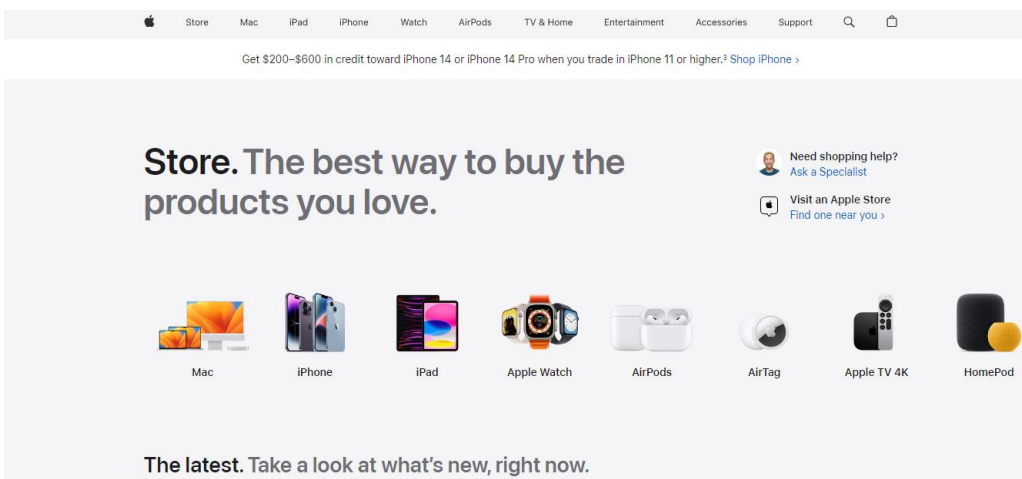 Store Mac iPad iPhone Watch AirPods TV & Home Entertainment Accessories Support
Get $200–$600 in credit toward iPhone 14 or iPhone 14 Pro when you trade in iPhone 11 or higher.³ Shop iPhone >
Store. The best way to buy the
products you love.
Need shopping help?
Ask a Specialist
Visit an Apple Store
Find one near you >
Mac iPhone iPad Apple Watch AirPods AirTag Apple TV 4K HomePod
The latest. Take a look at what's new, right now.